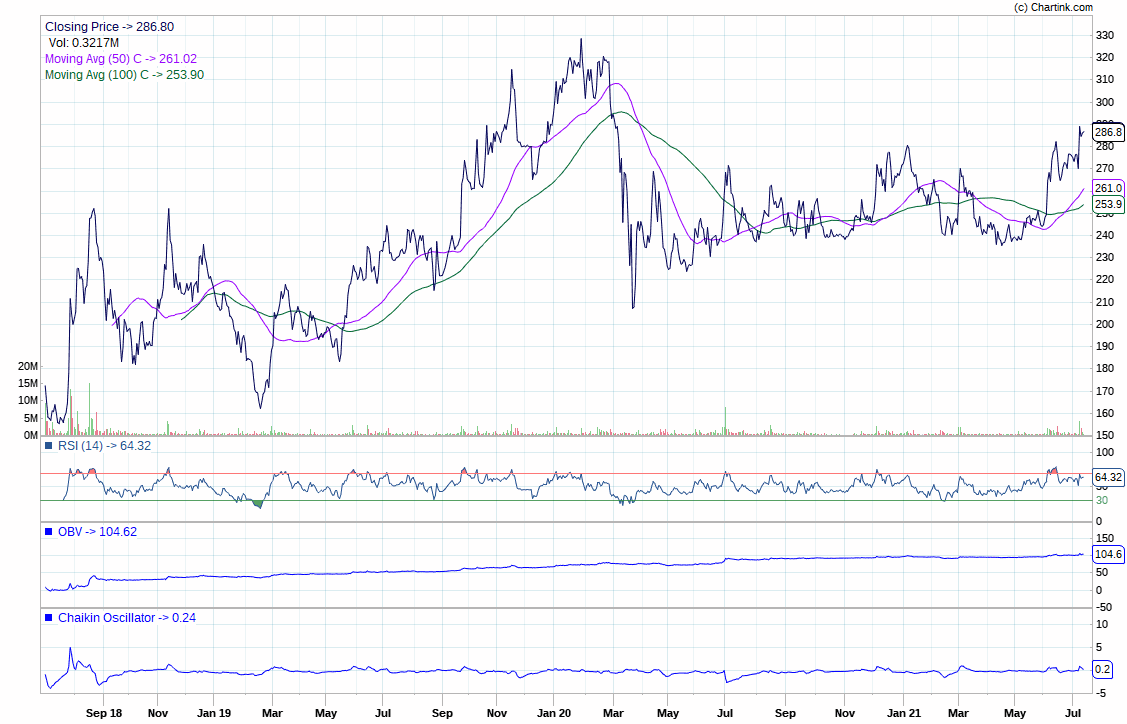 (c) Chartink.com
Closing Price -> 286.80
Vol: 0.3217M
Moving Avg (50) C -> 261.02
Moving Avg (100) C -> 253.90
330
320
310
300
286.8
280
270
261.0
253.9
240
230
220
210
200
190
180
170
160
150
20M
15M
10M
5M
0M
RSI (14) -> 64.32
100
64.32
30
0
OBV -> 104.62
150
104.6
50
0
-50
Chaikin Oscillator -> 0.24
10
5
0.2
-5
Sep 18 Nov Jan 19 Mar May Jul Sep Nov Jan 20 Mar May Jul Sep Nov Jan 21 Mar May Jul